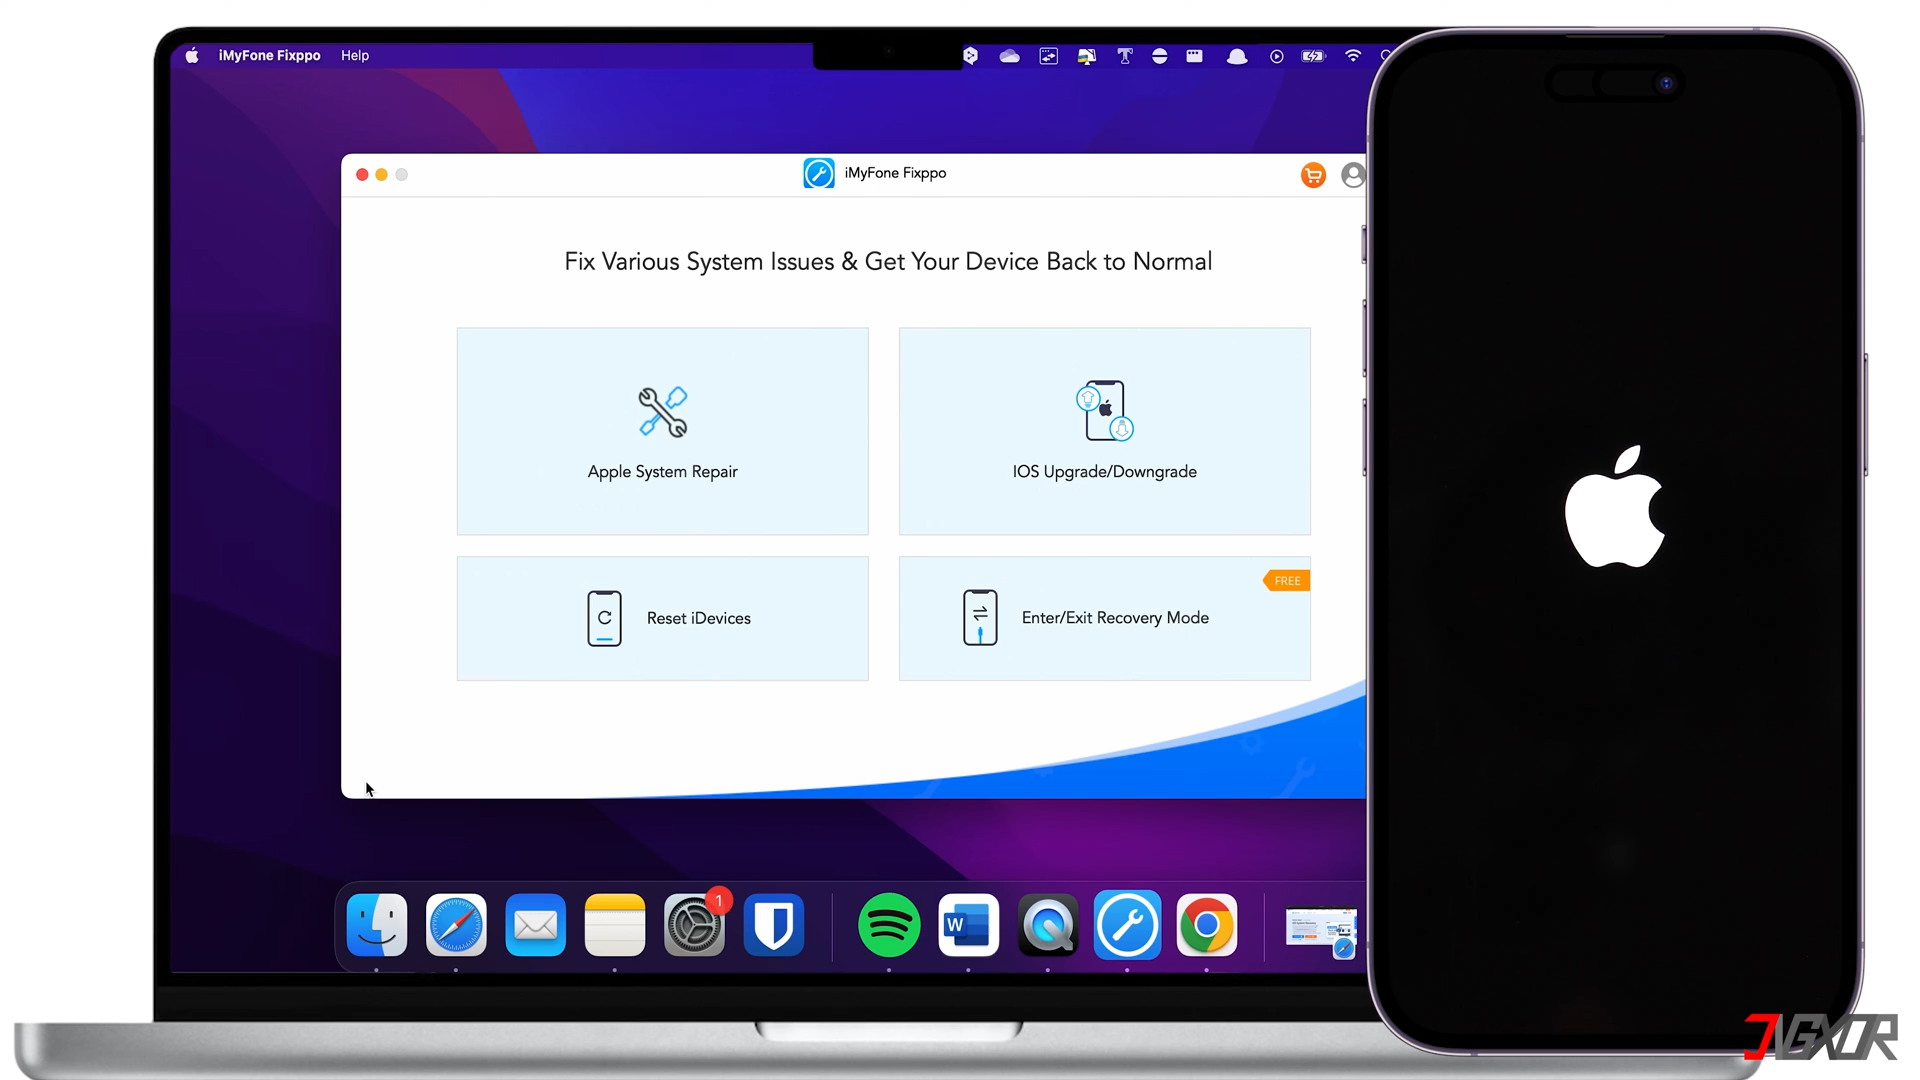 iMyFone Fixppo Help
iMyFone Fixppo
Fix Various System Issues & Get Your Device Back to Normal
Apple System Repair
IOS Upgrade/Downgrade
FREE
Reset iDevices
Enter/Exit Recovery Mode
1
W
JVGXOR